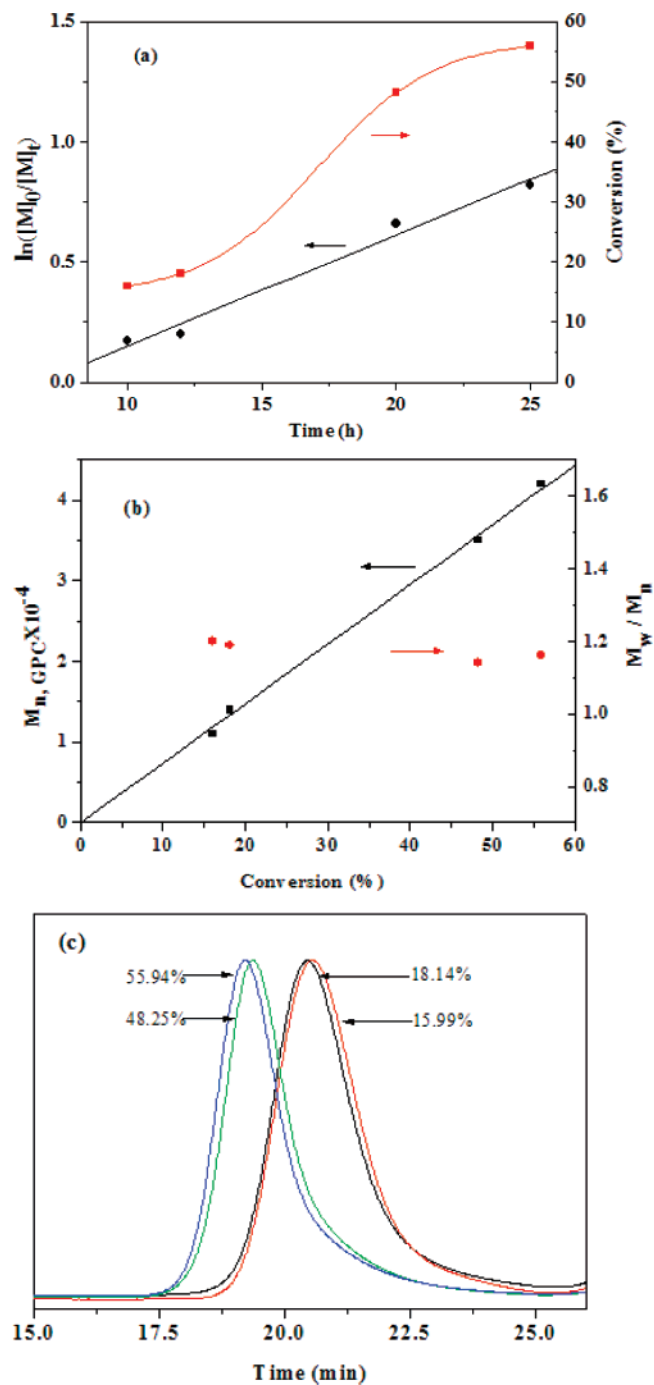 (a)
1.5
1.0
0.5
0.0
ln([M]0/[M]t)
60
50
40
30
20
10
0
Conversion (%)
10 15 20 25
Time (h)
(b)
4
3
2
1
0
Mn, GPCX10-4
1.6
1.4
1.2
1.0
0.8
Mw / Mn
0 10 20 30 40 50 60
Conversion (%)
(c)
55.94% 18.14%
48.25% 15.99%
15.0 17.5 20.0 22.5 25.0
Time (min)